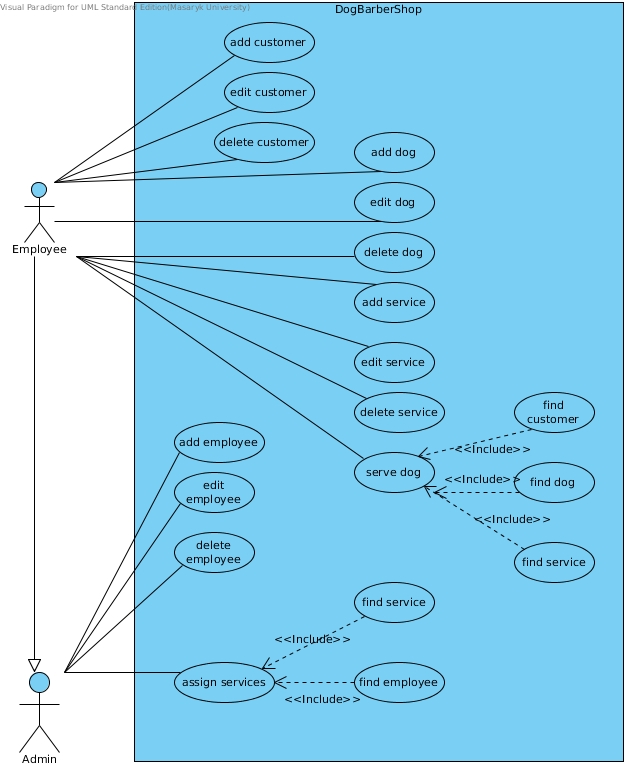 Visual Paradigm for UML Standard Edition(Masaryk University)
DogBarberShop
add customer
edit customer
delete customer
add dog
edit dog
Employee
delete dog
add service
edit service
delete service
find
customer
add employee
<<Include>>
serve dog
<<Include>>
find dog
edit
employee
<<Include>>
delete
employee
find service
find service
<<Include>>
assign services
find employee
<<Include>>
Admin